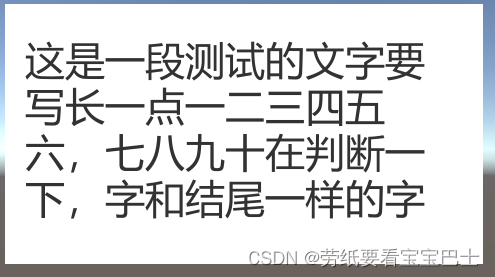 这是一段测试的文字要
写长一点一二三四五
六，七八九十在判断一
下，字和结尾一样的字
CSDN @劳纸要看宝宝巴士